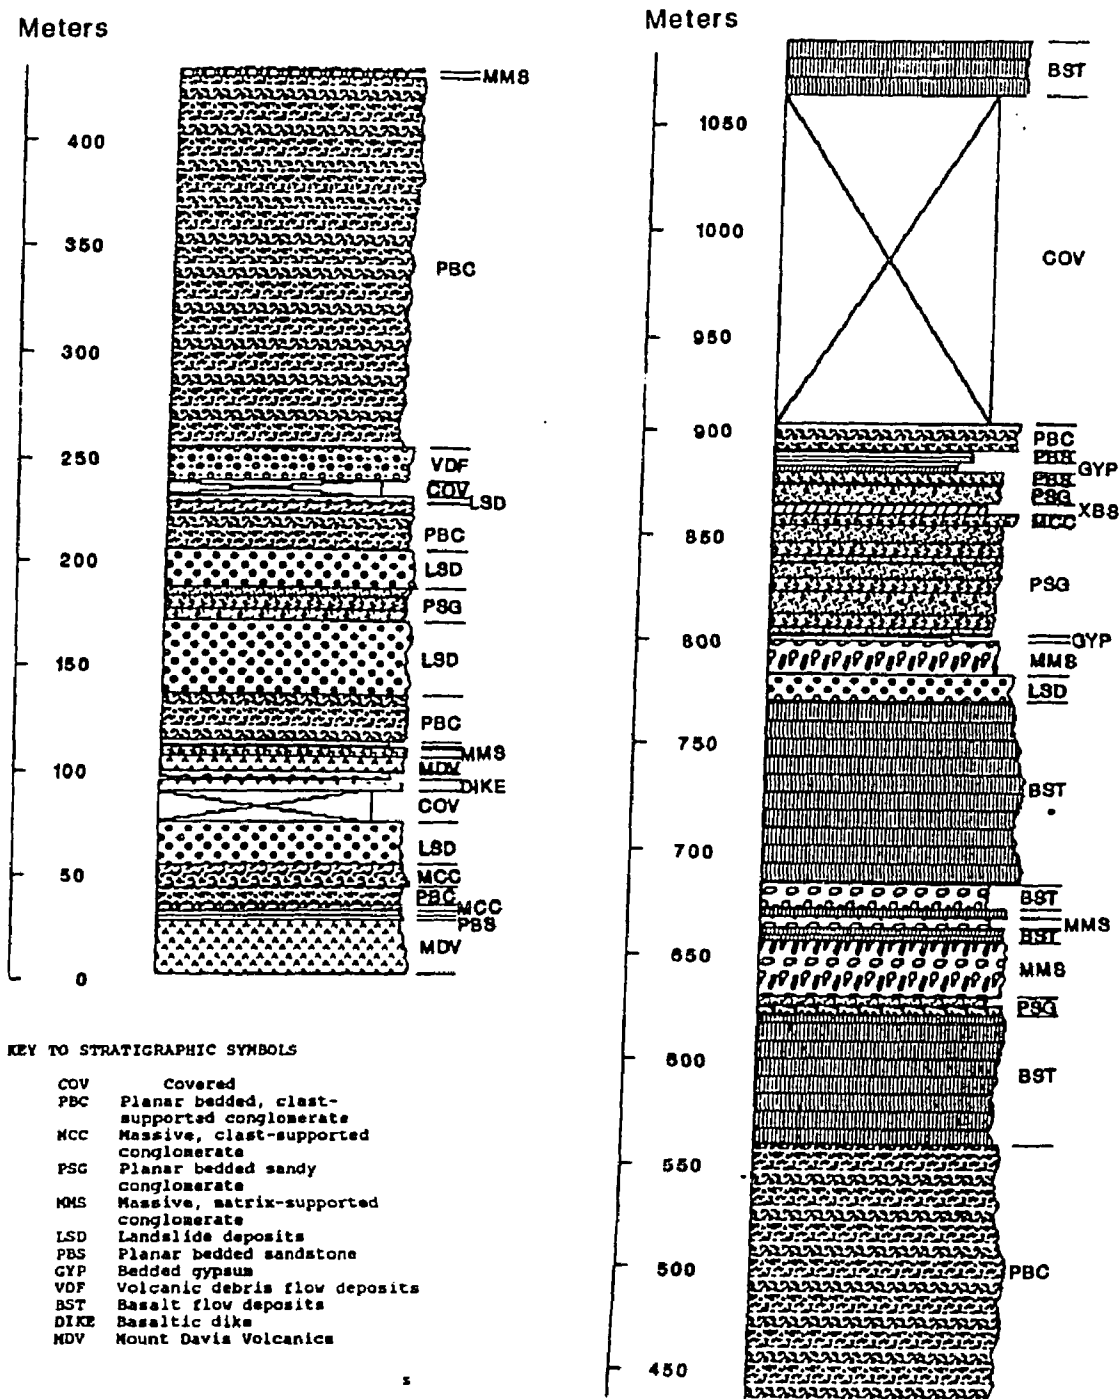 Meters
MMS
400
350
PBC
300
250
VDF
COV
LSD
PBC
200
LSD
PSG
150
LSD
PBC
MMS
MDV
100
DIKE
COV
LSD
50
MCC
PBC
MCC
PBS
MDV
0
KEY TO STRATIGRAPHIC SYMBOLS
COV Covered
PBC Planar bedded, clast-
supported conglomerate
MCC Massive, clast-supported
conglomerate
PSG Planar bedded sandy
conglomerate
MMS Massive, matrix-supported
conglomerate
LSD Landslide deposits
PBS Planar bedded sandstone
GYP Bedded gypsum
VDF Volcanic debris flow deposits
BST Basalt flow deposits
DIKE Basaltic dike
MDV Mount Davis Volcanics
Meters
BST
1050
1000
COV
950
900
PBC
PBS
GYP
PBS
PSG
XBS
MCC
850
PSG
800
GYP
MMS
LSD
750
BST
700
BST
MMS
BST
650
MMS
PSG
600
BST
550
500
PBC
450